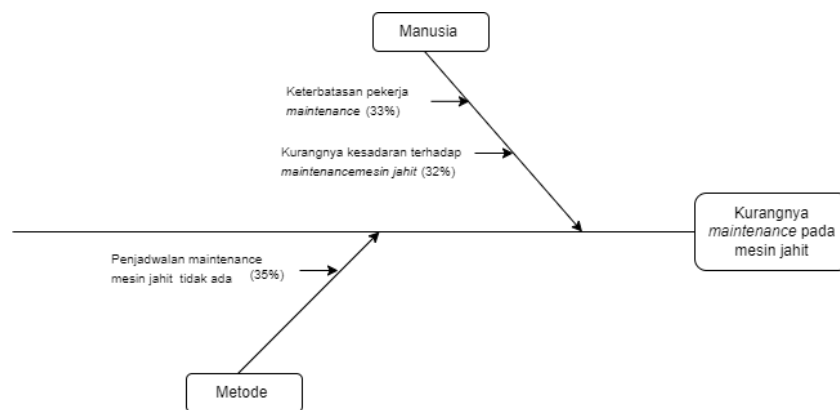 Manusia
Keterbatasan pekerja
maintenance (33%)
Kurangnya kesadaran terhadap
maintenancemesin jahit (32%)
Kurangnya
maintenance pada
mesin jahit
Penjadwalan maintenance
mesin jahit tidak ada (35%)
Metode